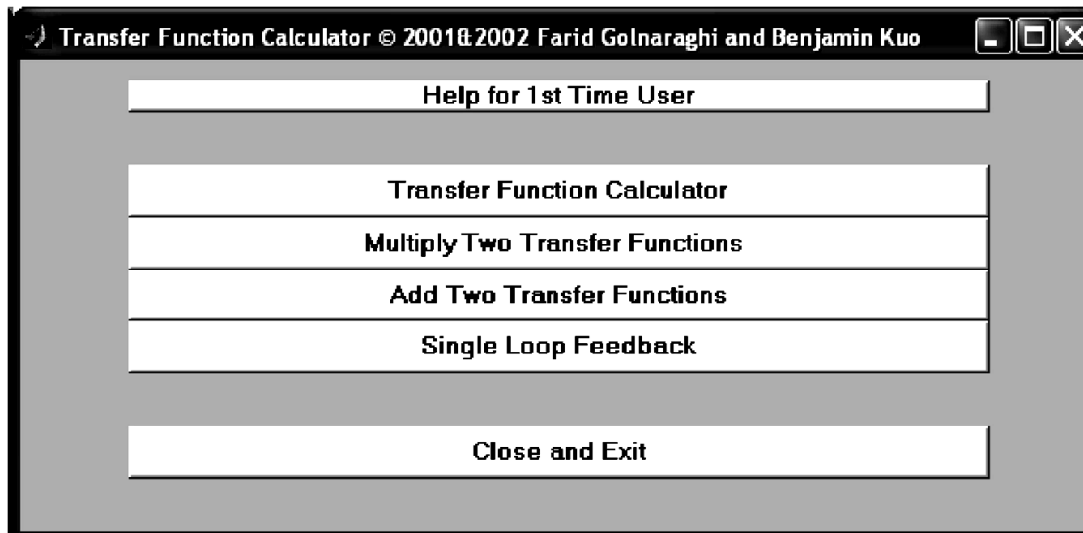 Transfer Function Calculator © 2001&2002 Farid Golnaraghi and Benjamin Kuo
Help for 1st Time User
Transfer Function Calculator
Multiply Two Transfer Functions
Add Two Transfer Functions
Single Loop Feedback
Close and Exit